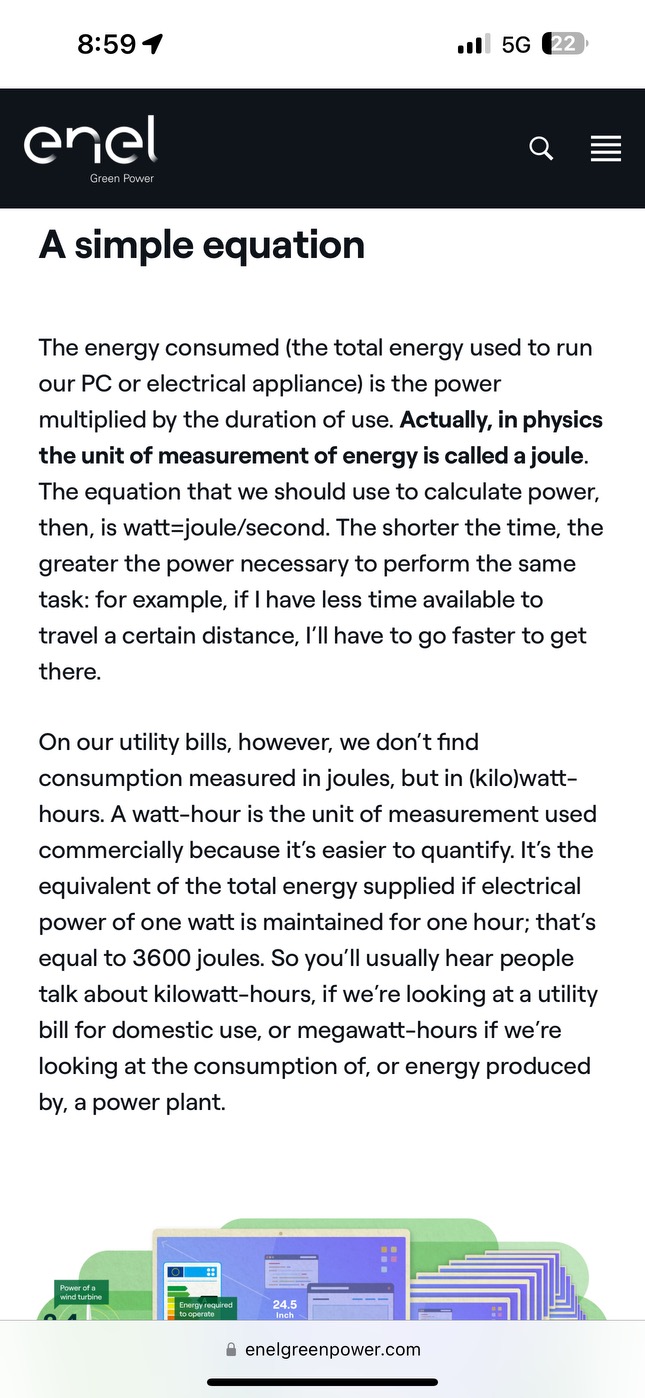 8:59
5G 22
enel
Green Power
A simple equation
The energy consumed (the total energy used to run
our PC or electrical appliance) is the power
multiplied by the duration of use. Actually, in physics
the unit of measurement of energy is called a joule.
The equation that we should use to calculate power,
then, is watt=joule/second. The shorter the time, the
greater the power necessary to perform the same
task: for example, if I have less time available to
travel a certain distance, I’ll have to go faster to get
there.
On our utility bills, however, we don’t find
consumption measured in joules, but in (kilo)watt-
hours. A watt-hour is the unit of measurement used
commercially because it’s easier to quantify. It’s the
equivalent of the total energy supplied if electrical
power of one watt is maintained for one hour; that’s
equal to 3600 joules. So you’ll usually hear people
talk about kilowatt-hours, if we’re looking at a utility
bill for domestic use, or megawatt-hours if we’re
looking at the consumption of, or energy produced
by, a power plant.
Power of a
wind turbine
Energy required
to operate
24.5
Inch
enelgreenpower.com